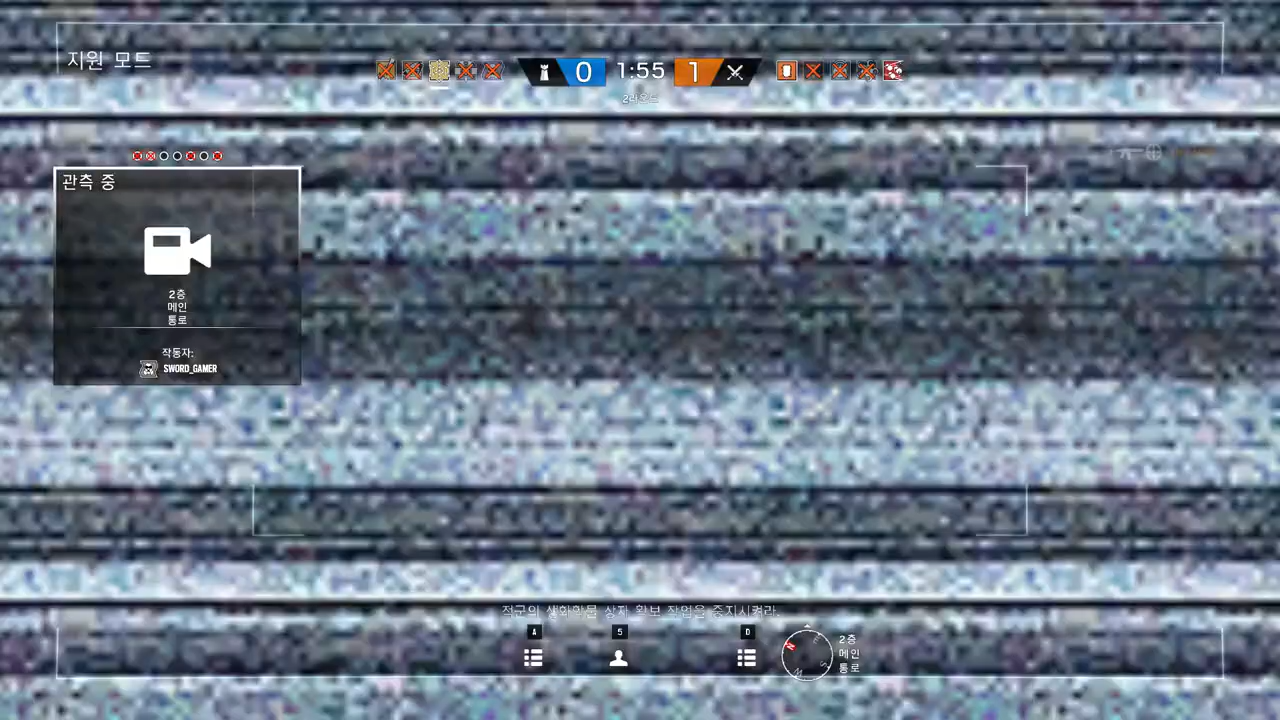 지원 모드
0 1:55 1
2라운드
관측 중
2층
메인
통로
작동자:
SWORD_GAMER
적군의 생화학물 상자 확보 작업을 중지시켜라.
A 5 D
2층
메인
통로